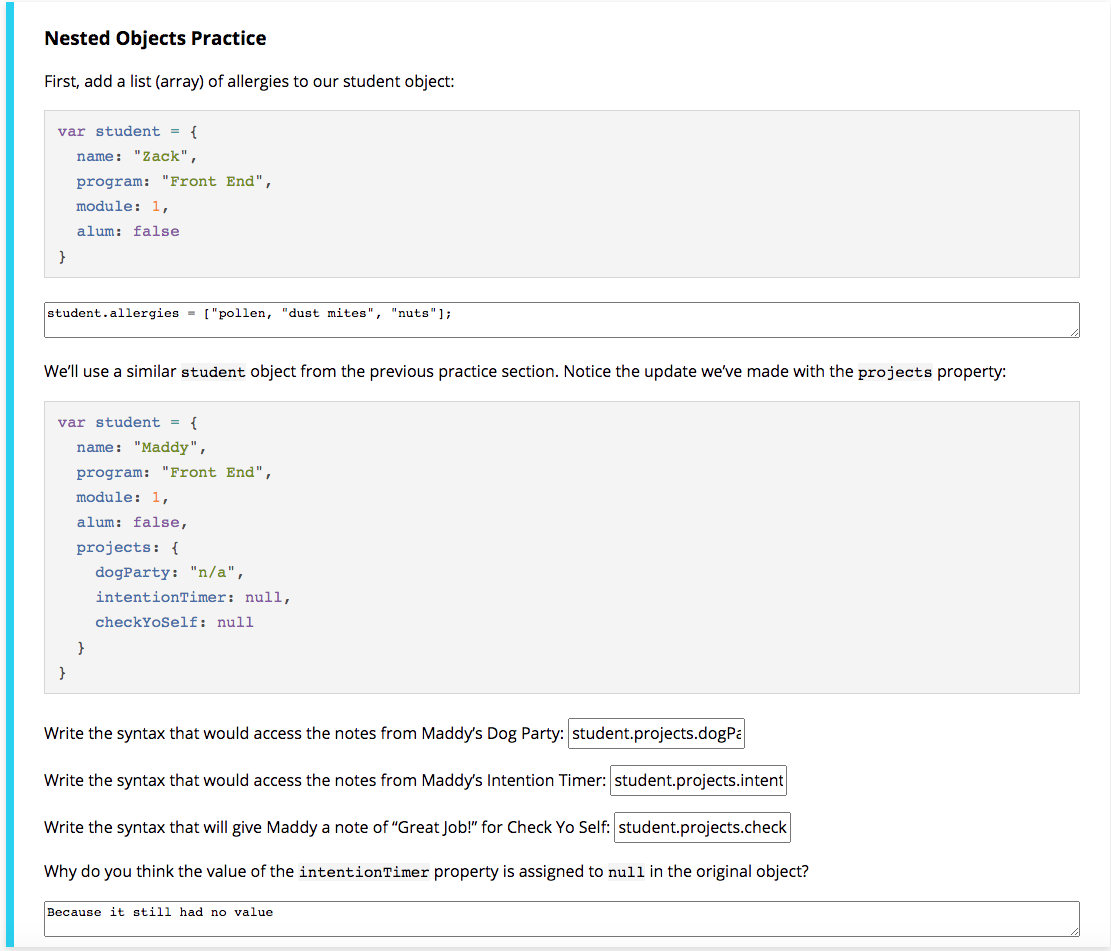 Nested Objects Practice
First, add a list (array) of allergies to our student object:
var student = {
  name: "Zack",
  program: "Front End",
  module: 1,
  alum: false
}
student.allergies = ["pollen, "dust mites", "nuts"];
We’ll use a similar student object from the previous practice section. Notice the update we’ve made with the projects property:
var student = {
  name: "Maddy",
  program: "Front End",
  module: 1,
  alum: false,
  projects: {
    dogParty: "n/a",
    intentionTimer: null,
    checkYoSelf: null
  }
}
Write the syntax that would access the notes from Maddy’s Dog Party: student.projects.dogPa
Write the syntax that would access the notes from Maddy’s Intention Timer: student.projects.intent
Write the syntax that will give Maddy a note of “Great Job!” for Check Yo Self: student.projects.check
Why do you think the value of the intentionTimer property is assigned to null in the original object?
Because it still had no value